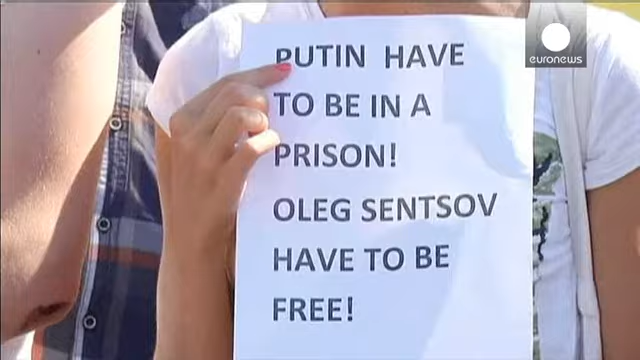 euronews
PUTIN HAVE
TO BE IN A
PRISON!
OLEG SENTSOV
HAVE TO BE
FREE!